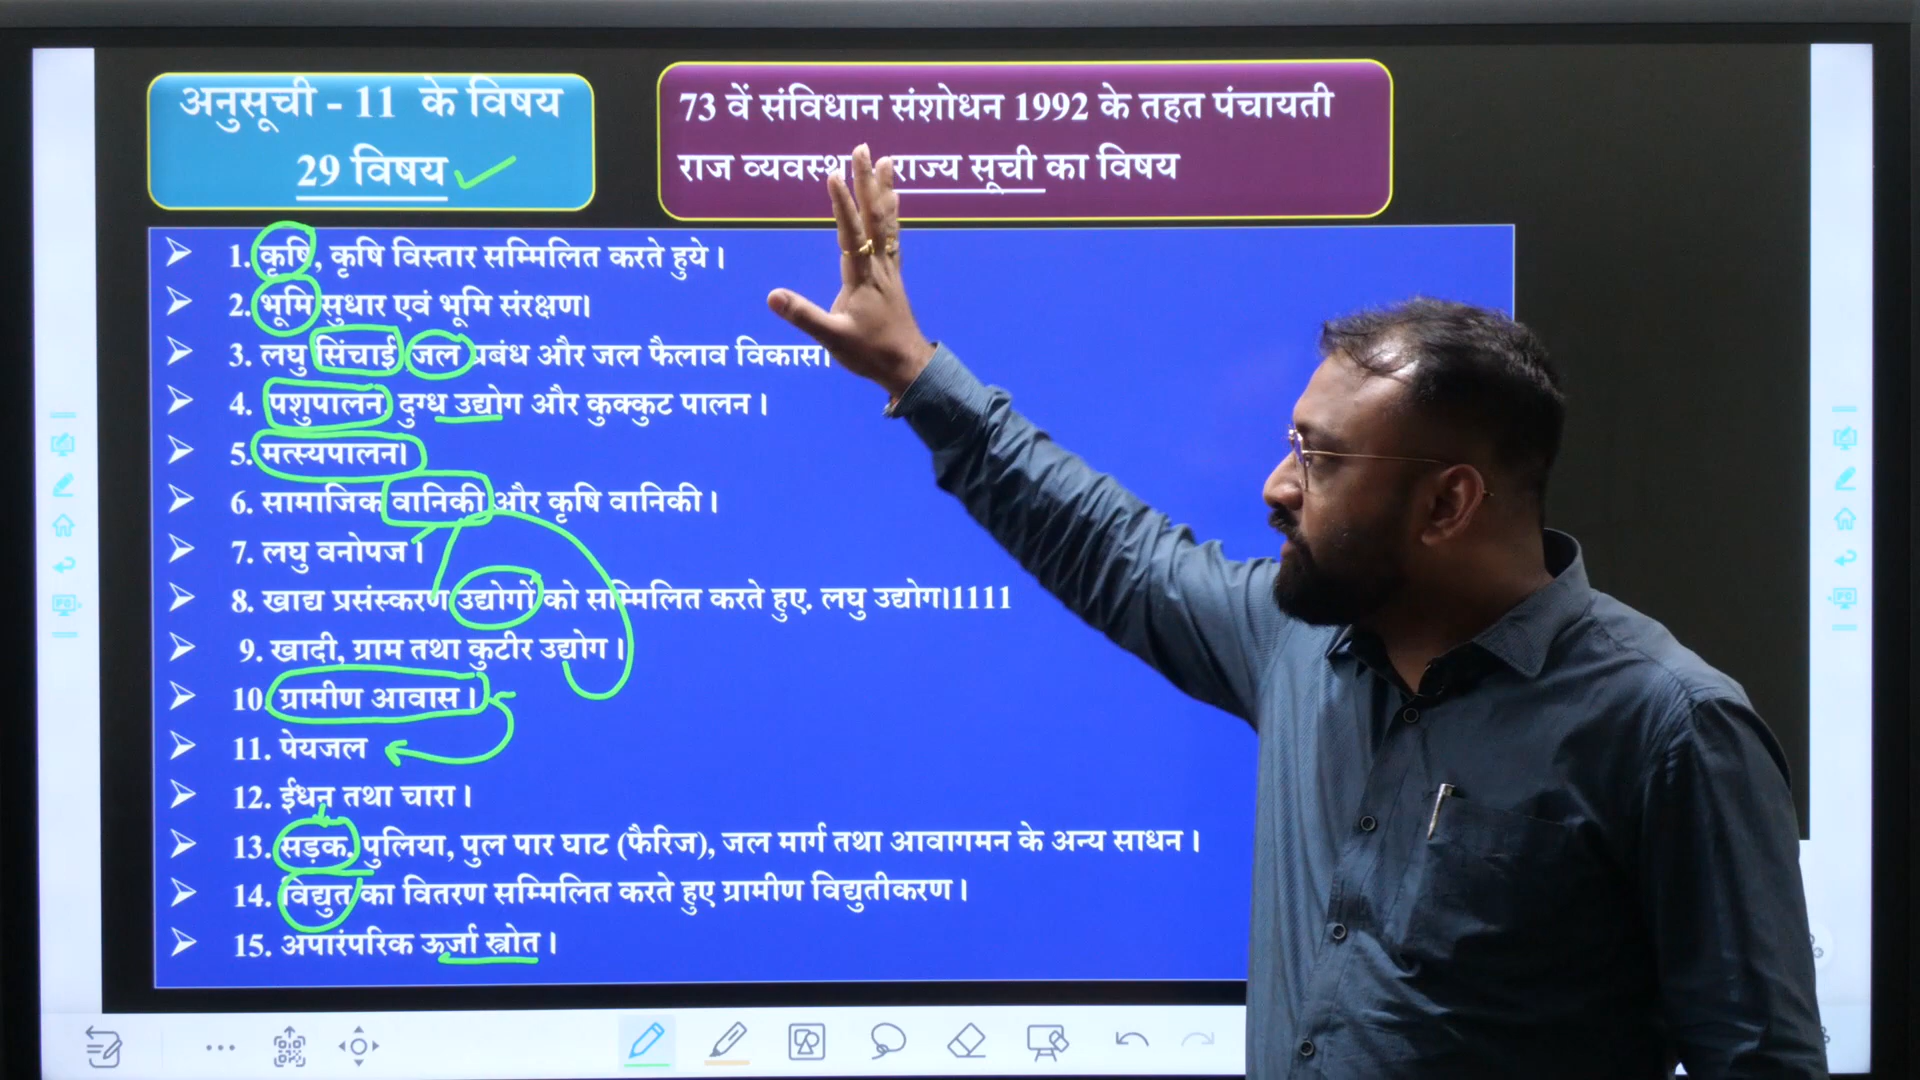 अनुसूची - 11 के विषय
29 विषय
73 वें संविधान संशोधन 1992 के तहत पंचायती
राज व्यवस्था राज्य सूची का विषय
1. कृषि, कृषि विस्तार सम्मिलित करते हुये।
2. भूमि सुधार एवं भूमि संरक्षण।
3. लघु सिंचाई जल प्रबंध और जल फैलाव विकास।
4. पशुपालन, दुग्ध उद्योग और कुक्कुट पालन।
5. मत्स्यपालन।
6. सामाजिक वानिकी और कृषि वानिकी।
7. लघु वनोपज।
8. खाद्य प्रसंस्करण उद्योगों को सम्मिलित करते हुए. लघु उद्योग।1111
9. खादी, ग्राम तथा कुटीर उद्योग।
10. ग्रामीण आवास।
11. पेयजल
12. ईधन तथा चारा।
13. सड़क, पुलिया, पुल पार घाट (फैरिज), जल मार्ग तथा आवागमन के अन्य साधन।
14. विद्युत का वितरण सम्मिलित करते हुए ग्रामीण विद्युतीकरण।
15. अपारंपरिक ऊर्जा स्त्रोत।